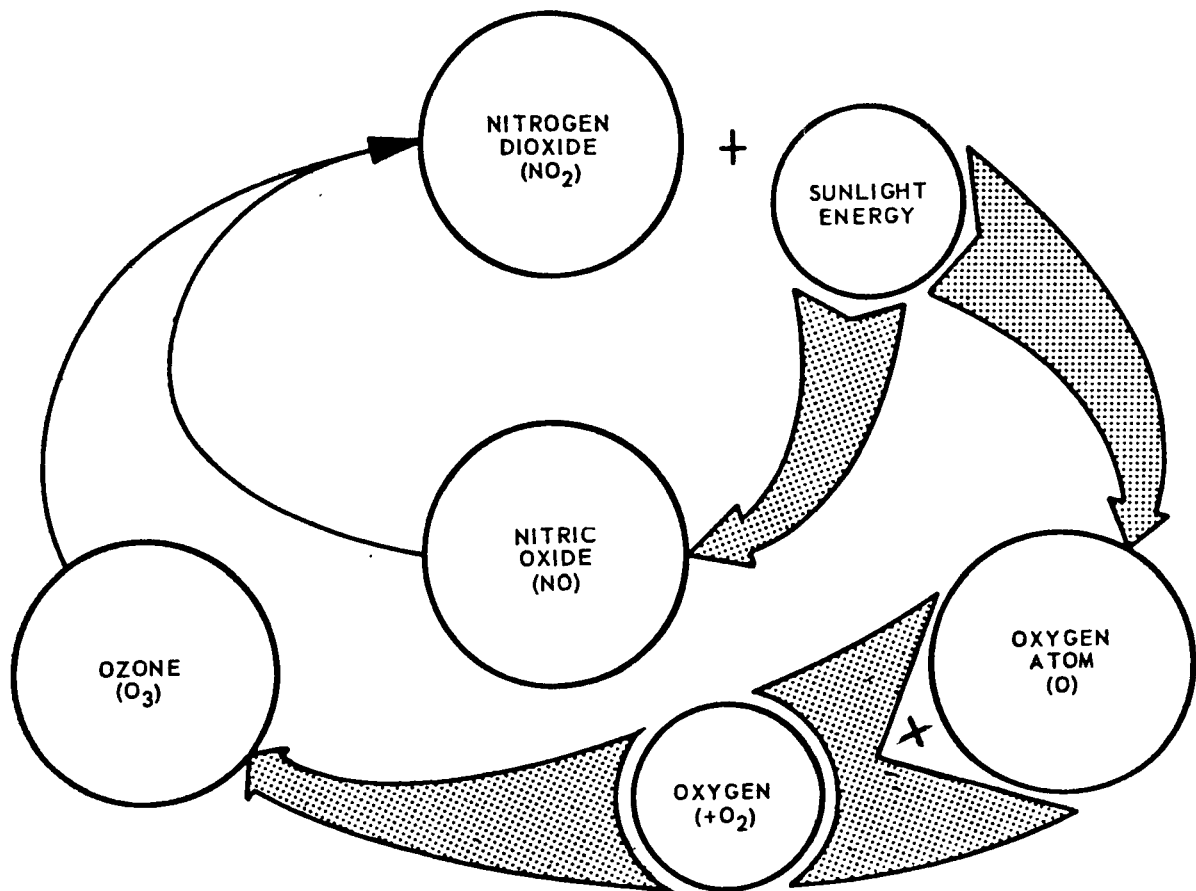 NITROGEN
DIOXIDE
(NO2)
+
SUNLIGHT
ENERGY
NITRIC
OXIDE
(NO)
OZONE
(O3)
OXYGEN
ATOM
(O)
+
OXYGEN
(+O2)